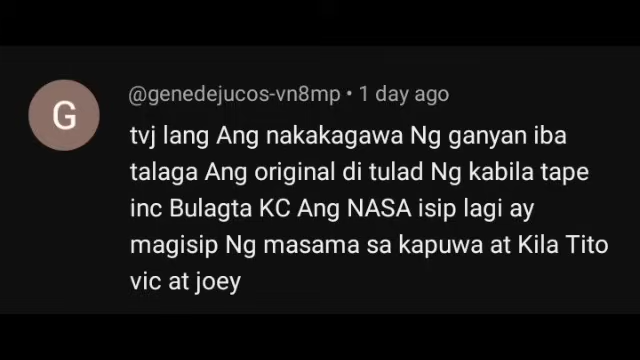 G
@genedejucos-vn8mp • 1 day ago
tvj lang Ang nakakagawa Ng ganyan iba
talaga Ang original di tulad Ng kabila tape
inc Bulagta KC Ang NASA isip lagi ay
magisip Ng masama sa kapuwa at Kila Tito
vic at joey